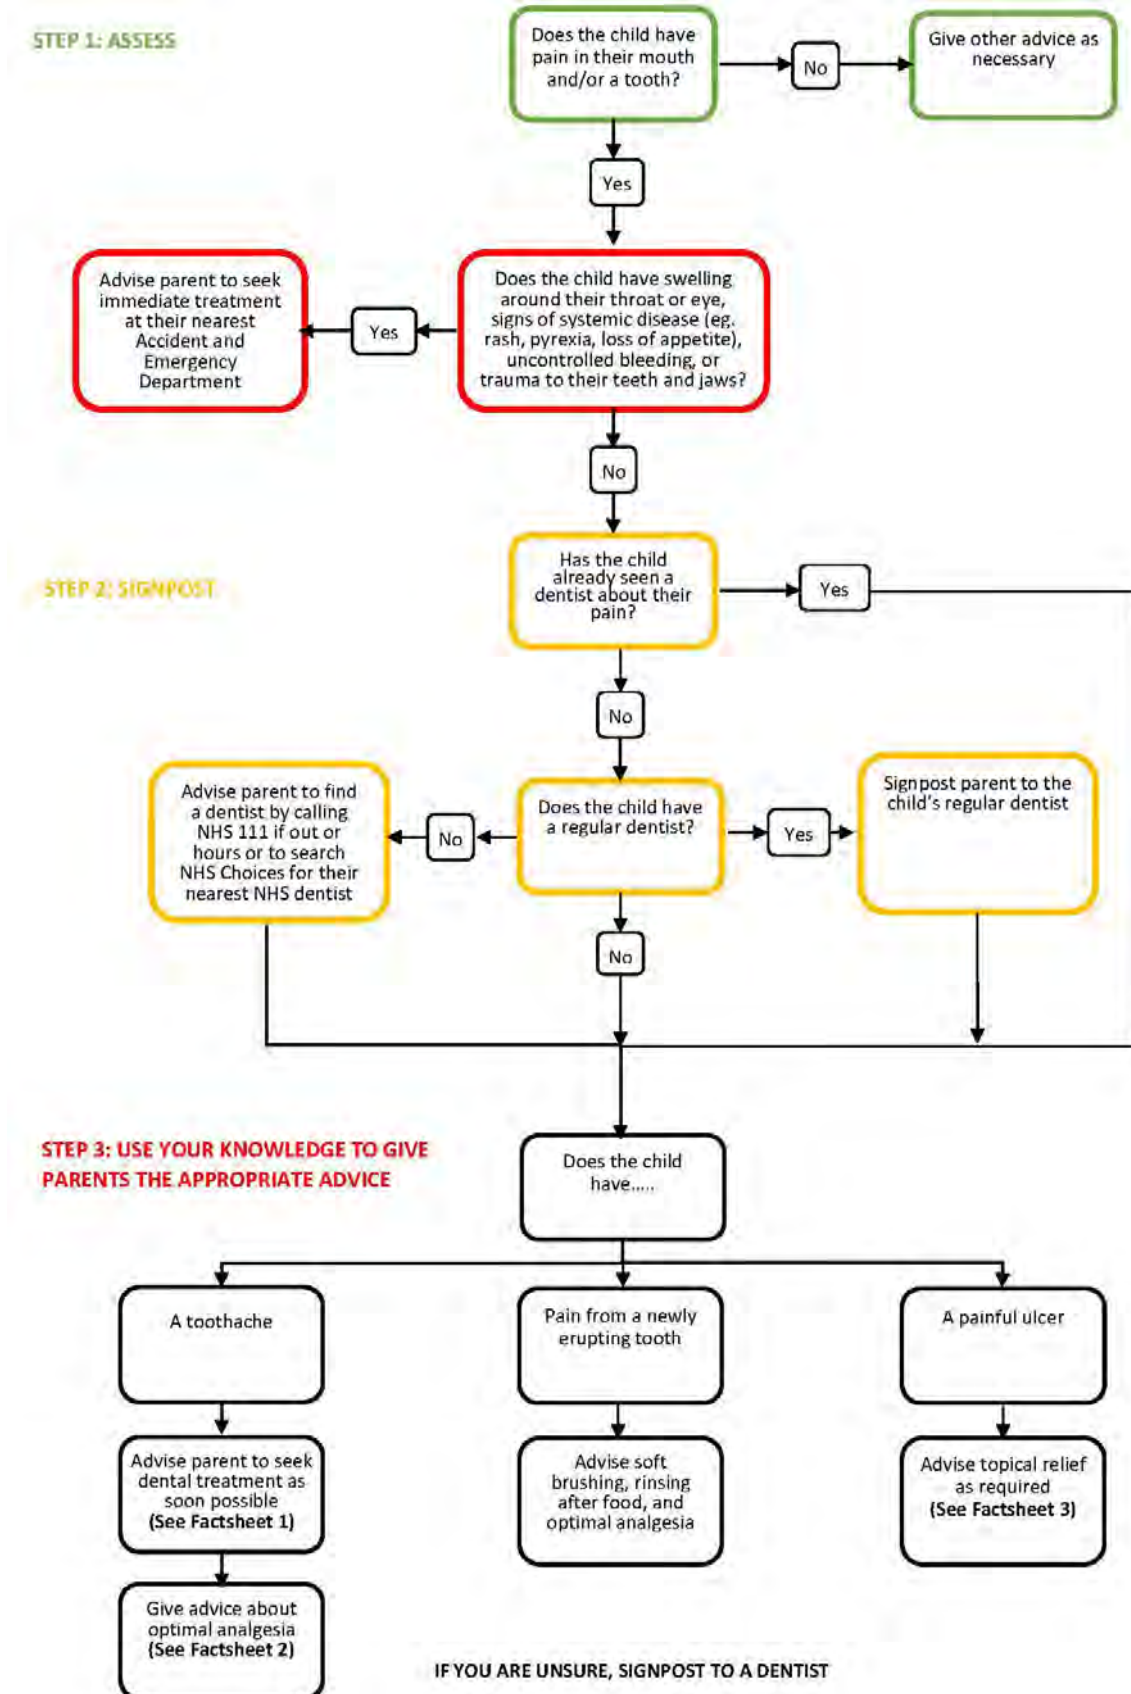 STEP 1: ASSESS
Does the child have
pain in their mouth
and/or a tooth?
No
Give other advice as
necessary
Yes
Advise parent to seek
immediate treatment
at their nearest
Accident and
Emergency
Department
Yes
Does the child have swelling
around their throat or eye,
signs of systemic disease (eg.
rash, pyrexia, loss of appetite),
uncontrolled bleeding, or
trauma to their teeth and jaws?
No
STEP 2: SIGNPOST
Has the child
already seen a
dentist about their
pain?
Yes
No
Advise parent to find
a dentist by calling
NHS 111 if out or
hours or to search
NHS Choices for their
nearest NHS dentist
No
Does the child have
a regular dentist?
Yes
Signpost parent to the
child's regular dentist
No
STEP 3: USE YOUR KNOWLEDGE TO GIVE
PARENTS THE APPROPRIATE ADVICE
Does the child
have.....
A toothache
Pain from a newly
erupting tooth
A painful ulcer
Advise parent to seek
dental treatment as
soon possible
(See Factsheet 1)
Advise soft
brushing, rinsing
after food, and
optimal analgesia
Advise topical relief
as required
(See Factsheet 3)
Give advice about
optimal analgesia
(See Factsheet 2)
IF YOU ARE UNSURE, SIGNPOST TO A DENTIST